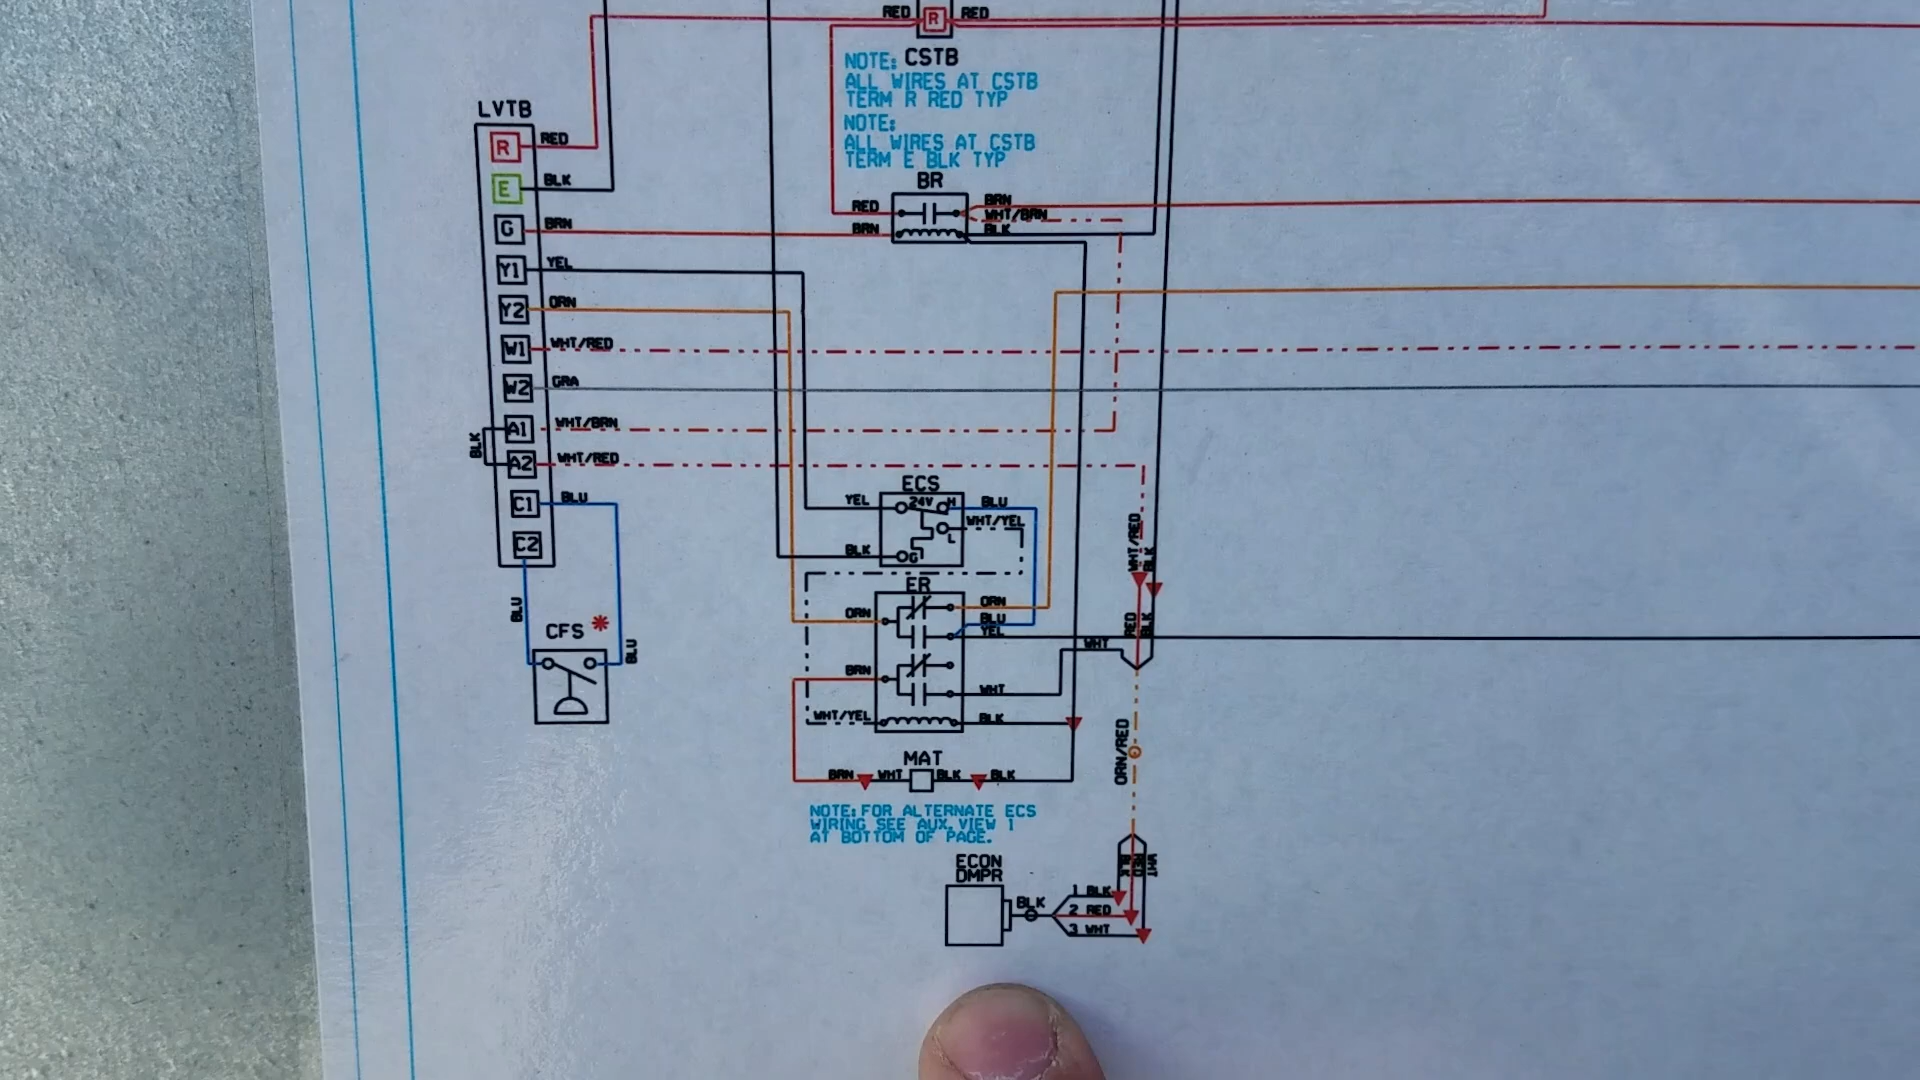 RED R RED
CSTB
NOTE:
ALL WIRES AT CSTB
TERM R RED TYP
NOTE:
ALL WIRES AT CSTB
TERM E BLK TYP
LVTB
R RED
E BLK
G BRN
Y1 YEL
Y2 ORN
W1 WHT/RED
W2 GRA
A1 WHT/BRN
BLK
A2 WHT/RED
C1 BLU
C2
BLU
CFS *
BLU
BR
RED BRN
WHT/BRN
BRN BLK
ECS
YEL 24V H BLU
WHT/YEL
L
BLK G
ER
ORN ORN
BLU
YEL
WHT
BRN
WHT
WHT/YEL BLK
MAT
BRN WHT BLK BLK
NOTE: FOR ALTERNATE ECS
WIRING SEE AUX. VIEW 1
AT BOTTOM OF PAGE.
WHT/RED
BLK
RED
BLK
ORN/RED
ECON
DMPR
BLK
BLK
RED
WHT
1 BLK
2 RED
3 WHT